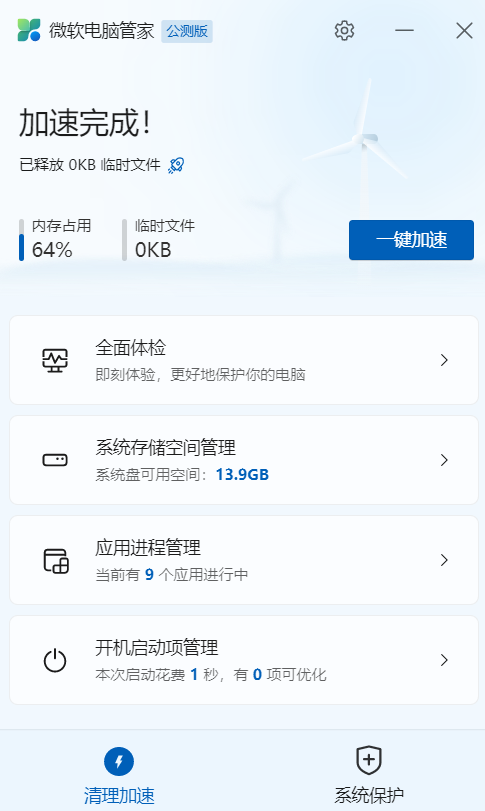 微软电脑管家 公测版
加速完成！
已释放 0KB 临时文件
内存占用 临时文件
64% 0KB
一键加速
全面体检
即刻体验，更好地保护你的电脑
系统存储空间管理
系统盘可用空间：13.9GB
应用进程管理
当前有 9 个应用进行中
开机启动项管理
本次启动花费 1 秒，有 0 项可优化
清理加速 系统保护